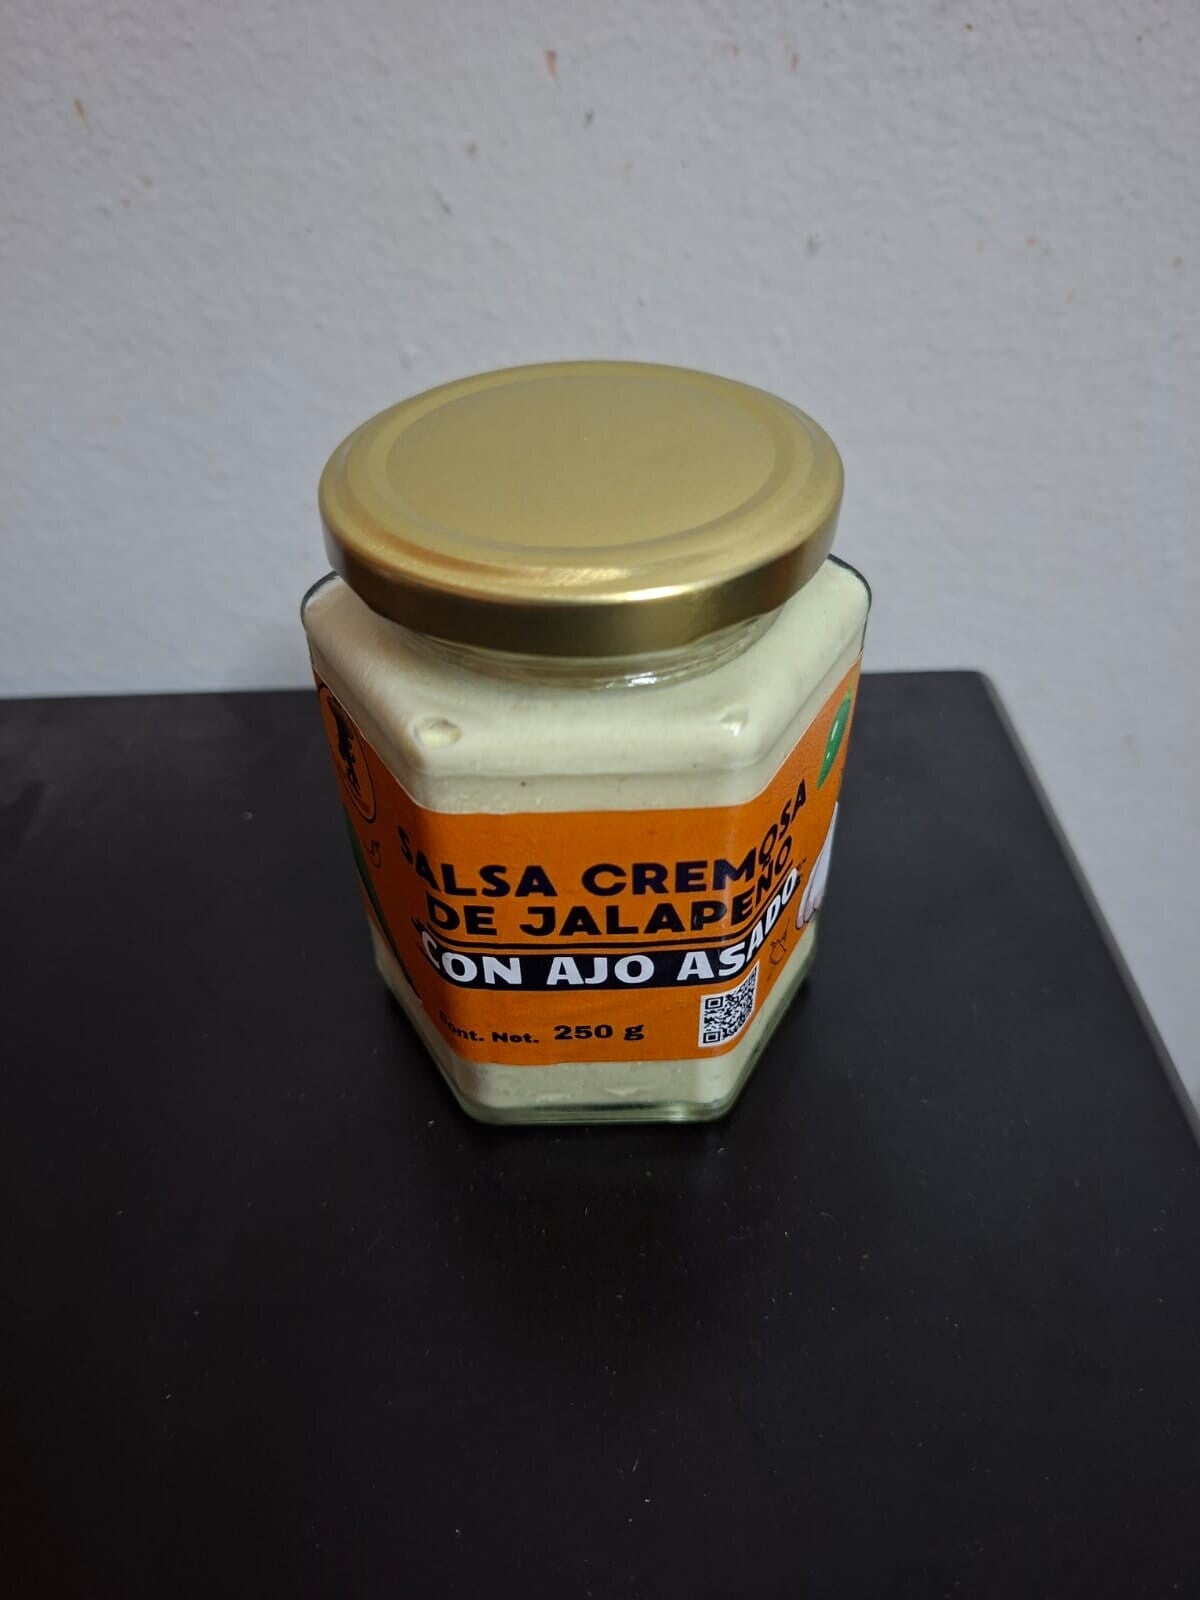 SALSA CREMOSA
DE JALAPEÑO
CON AJO ASADO
Cont. Net. 250 g